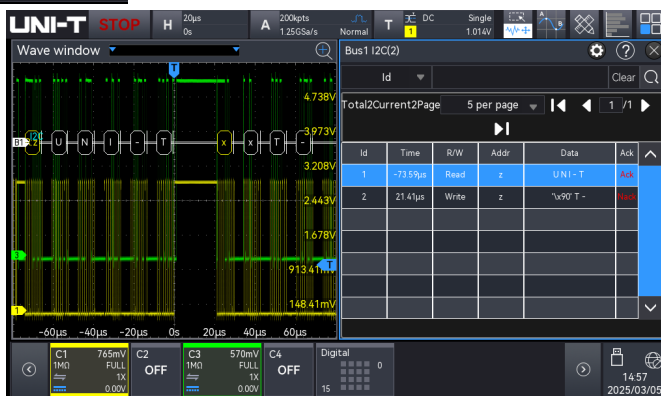 UNI-T STOP H 20μs 0s A 200kpts 1.25GSa/s Normal T 1 DC Single 1.014V
Wave window
Bus1 I2C(2)
Id Clear
Total2Current2Page 5 per page 1 /1
Id Time R/W Addr Data Ack
1 -73.59μs Read z U N I - T Ack
2 21.41μs Write z '\x90' T - Nack
T
4.738V
B1 I2C z U N I - T x x T - 3.973V
3.208V
2.443V
1.678V
3
913.41mV T
148.41mV
1
-60μs -40μs -20μs 0s 20μs 40μs 60μs
C1 765mV
1MΩ FULL
1X
0.00V
C2
OFF
C3 570mV
1MΩ FULL
1X
0.00V
C4
OFF
Digital
0
15
14:57
2025/03/05